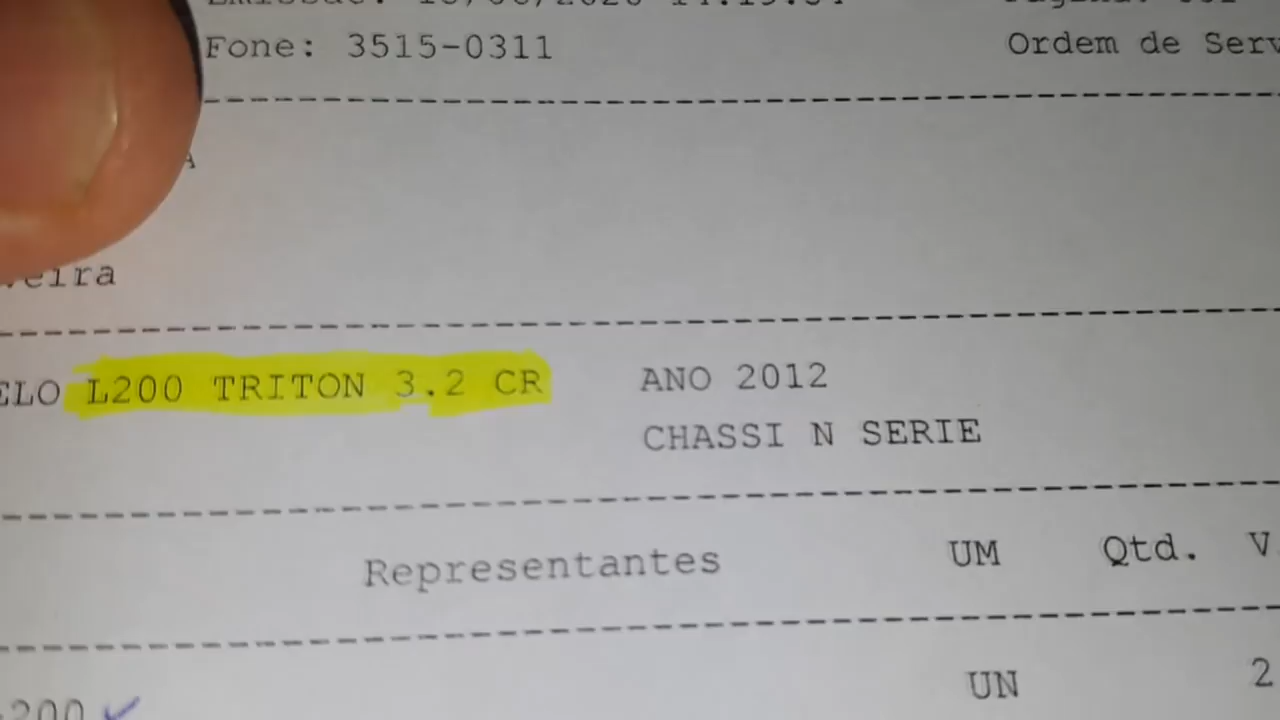 Fone: 3515-0311
Ordem de Serv
eira
ELO L200 TRITON 3.2 CR
ANO 2012
CHASSI N SERIE
Representantes UM Qtd. V
UN 2
200